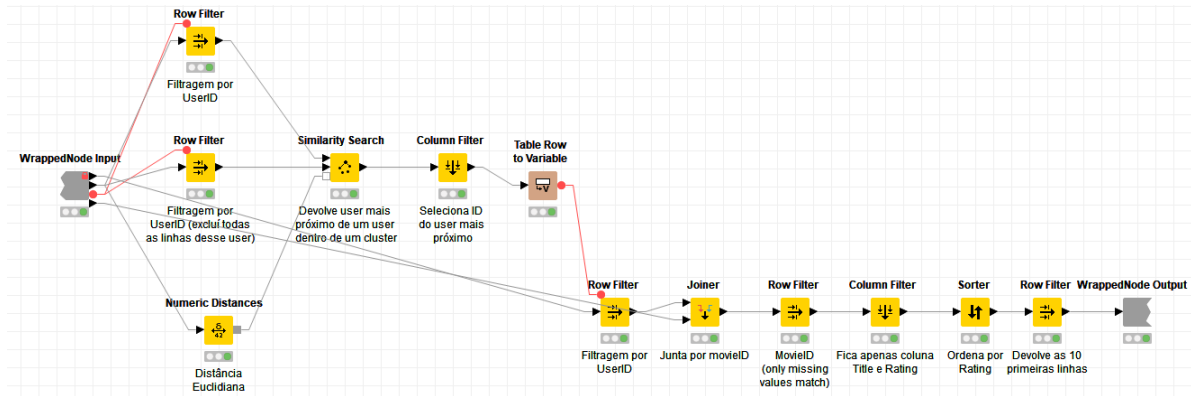 Row Filter
Filtragem por
UserID
WrappedNode Input
Row Filter
Filtragem por
UserID (excluí todas
as linhas desse user)
Similarity Search
Devolve user mais
próximo de um user
dentro de um cluster
Column Filter
Seleciona ID
do user mais
próximo
Table Row
to Variable
Numeric Distances
δ
42
Distância
Euclidiana
Row Filter
Filtragem por
UserID
Joiner
Junta por movieID
Row Filter
MovieID
(only missing
values match)
Column Filter
Fica apenas coluna
Title e Rating
Sorter
Ordena por
Rating
Row Filter
Devolve as 10
primeiras linhas
WrappedNode Output